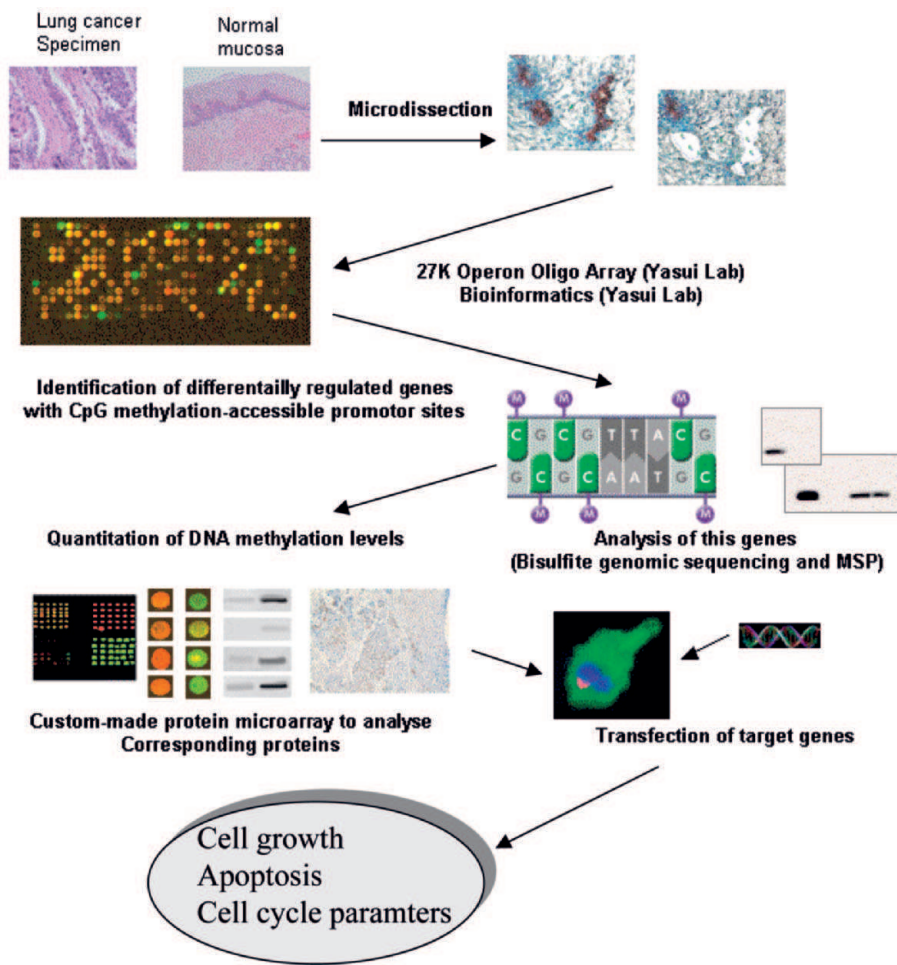 Lung cancer
Specimen
Normal
mucosa
Microdissection
27K Operon Oligo Array (Yasui Lab)
Bioinformatics (Yasui Lab)
Identification of differentailly regulated genes
with CpG methylation-accessible promotor sites
M M M
C G C G T T A C G
G C G C A A T G C
M M M
Quantitation of DNA methylation levels
Analysis of this genes
(Bisulfite genomic sequencing and MSP)
Custom-made protein microarray to analyse
Corresponding proteins
Transfection of target genes
Cell growth
Apoptosis
Cell cycle paramters